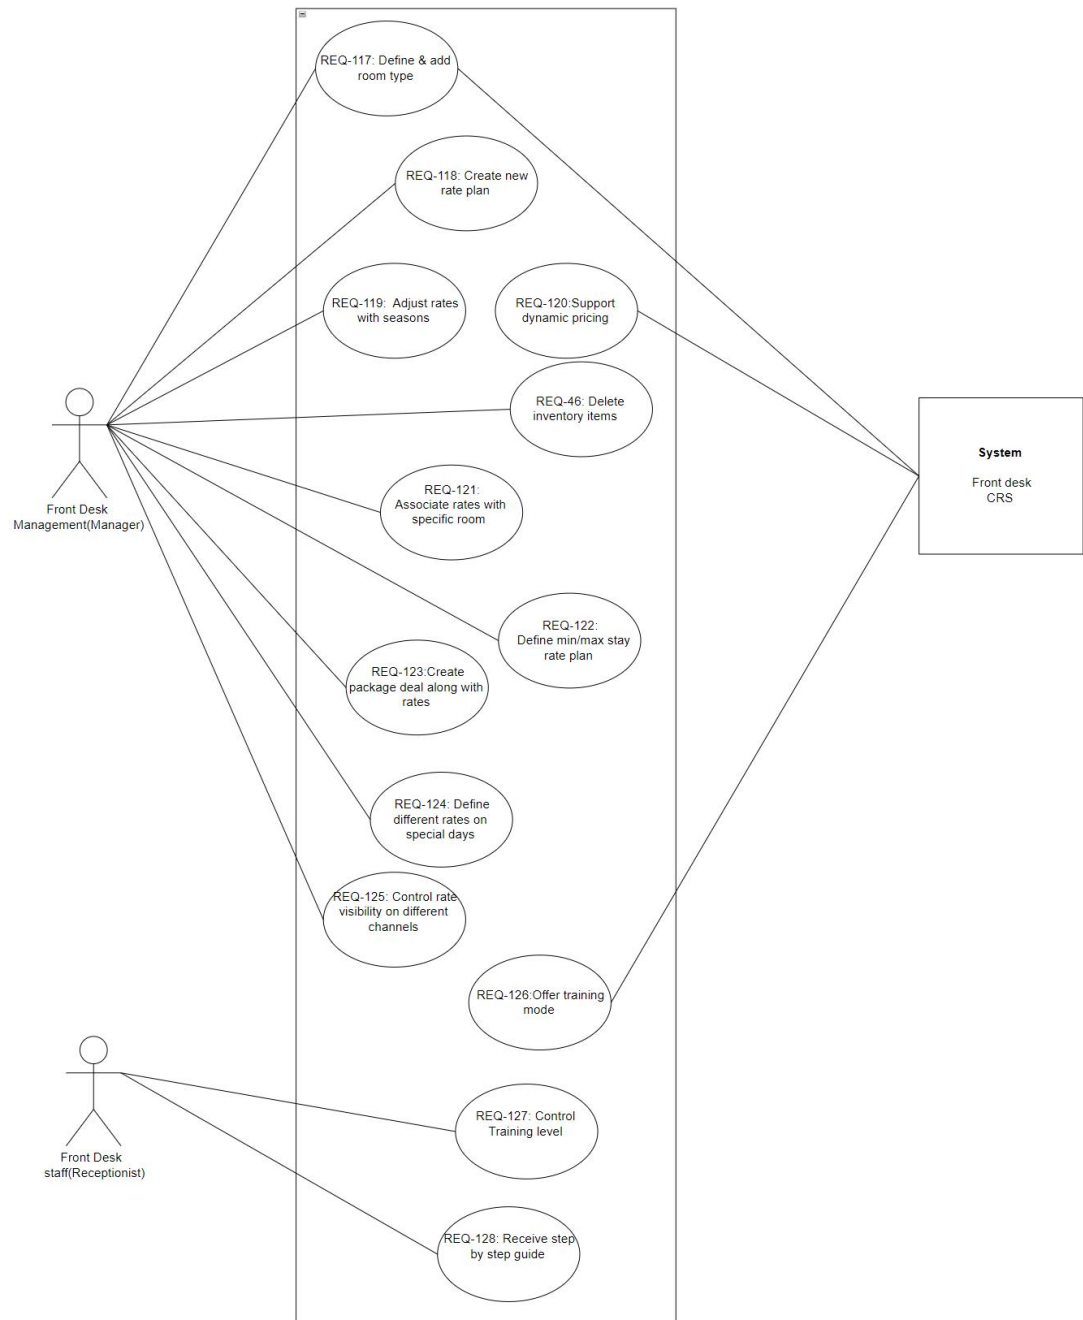 REQ-117: Define & add
room type
REQ-118: Create new
rate plan
REQ-119: Adjust rates
with seasons
REQ-120:Support
dynamic pricing
REQ-46: Delete
inventory items
System
Front desk
CRS
REQ-121:
Associate rates with
specific room
Front Desk
Management(Manager)
REQ-122:
Define min/max stay
rate plan
REQ-123:Create
package deal along with
rates
REQ-124: Define
different rates on
special days
REQ-125: Control rate
visibility on different
channels
REQ-126:Offer training
mode
REQ-127: Control
Training level
Front Desk
staff(Receptionist)
REQ-128: Receive step
by step guide